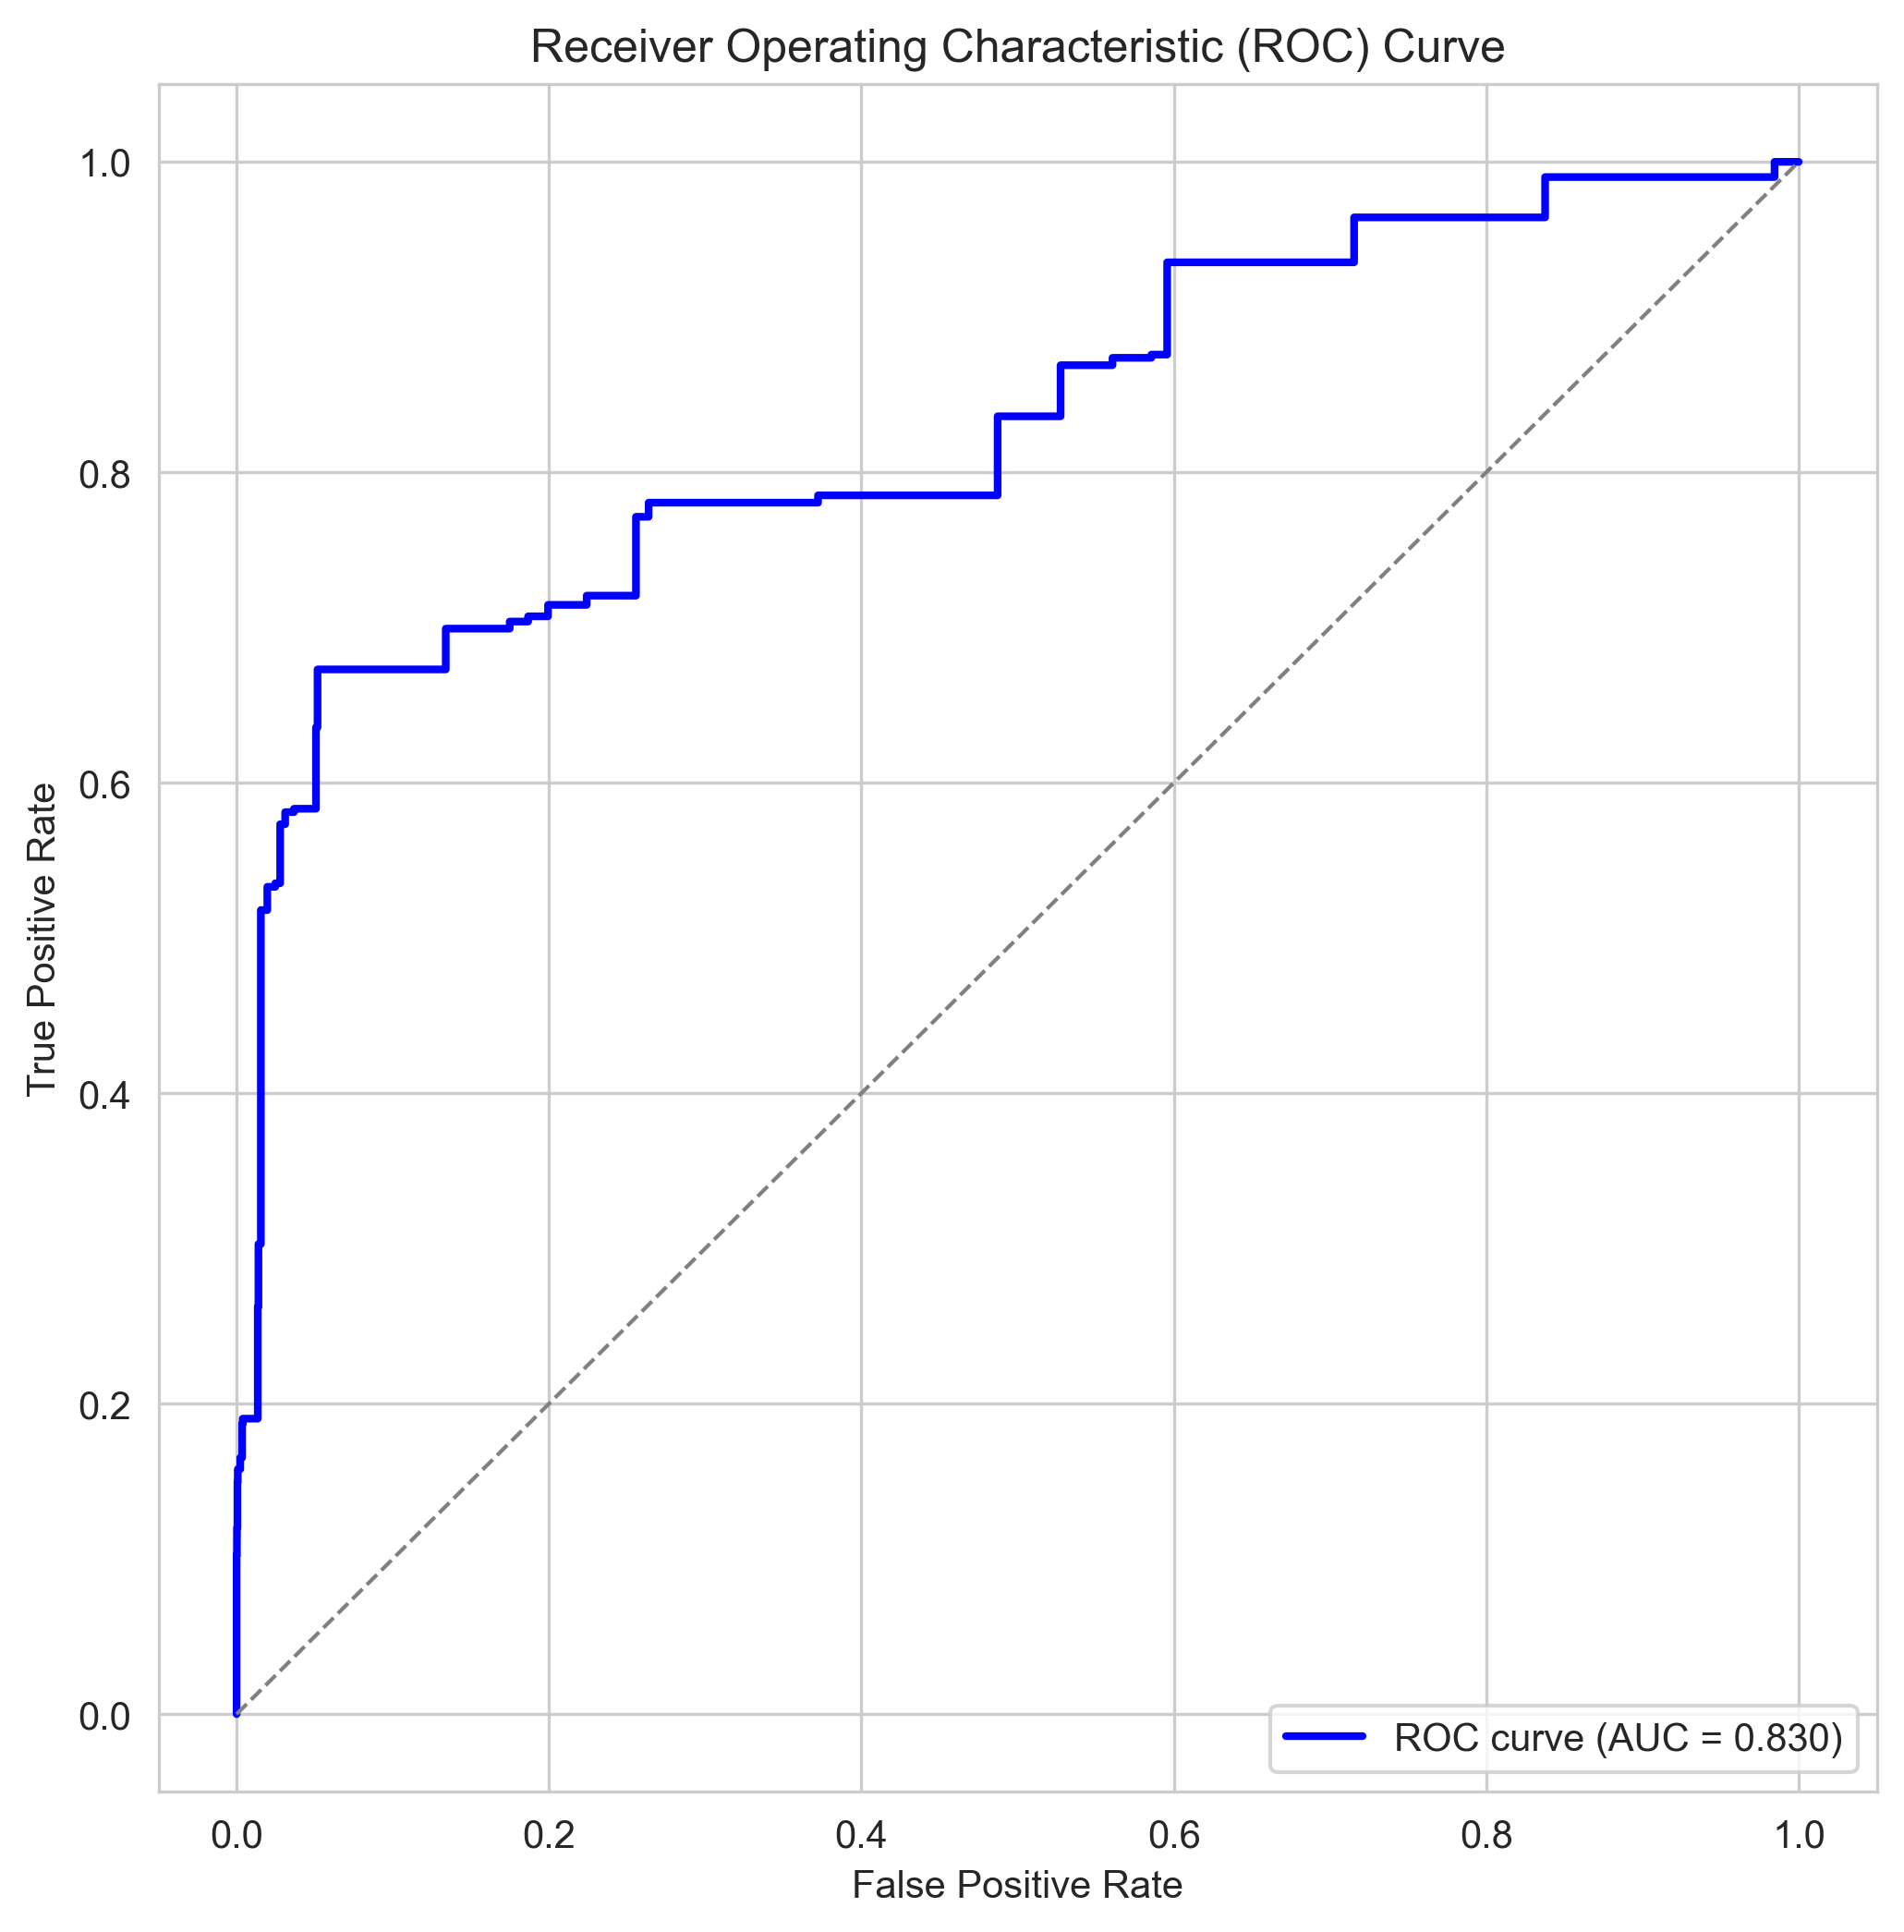 Receiver Operating Characteristic (ROC) Curve
1.0
0.8
0.6
0.4
0.2
0.0
True Positive Rate
ROC curve (AUC = 0.830)
0.0 0.2 0.4 0.6 0.8 1.0
False Positive Rate